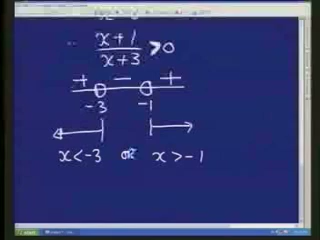 x + 1
x + 3
> 0
+ − +
-3 -1
x < -3 or x > -1